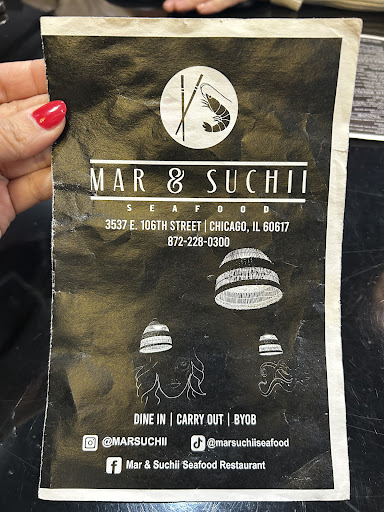 MAR & SUCHII
SEAFOOD
3537 E. 106TH STREET | CHICAGO, IL 60617
872-228-0300
DINE IN | CARRY OUT | BYOB
@MARSUCHII @marsuchiiseafood
Mar & Suchii Seafood Restaurant